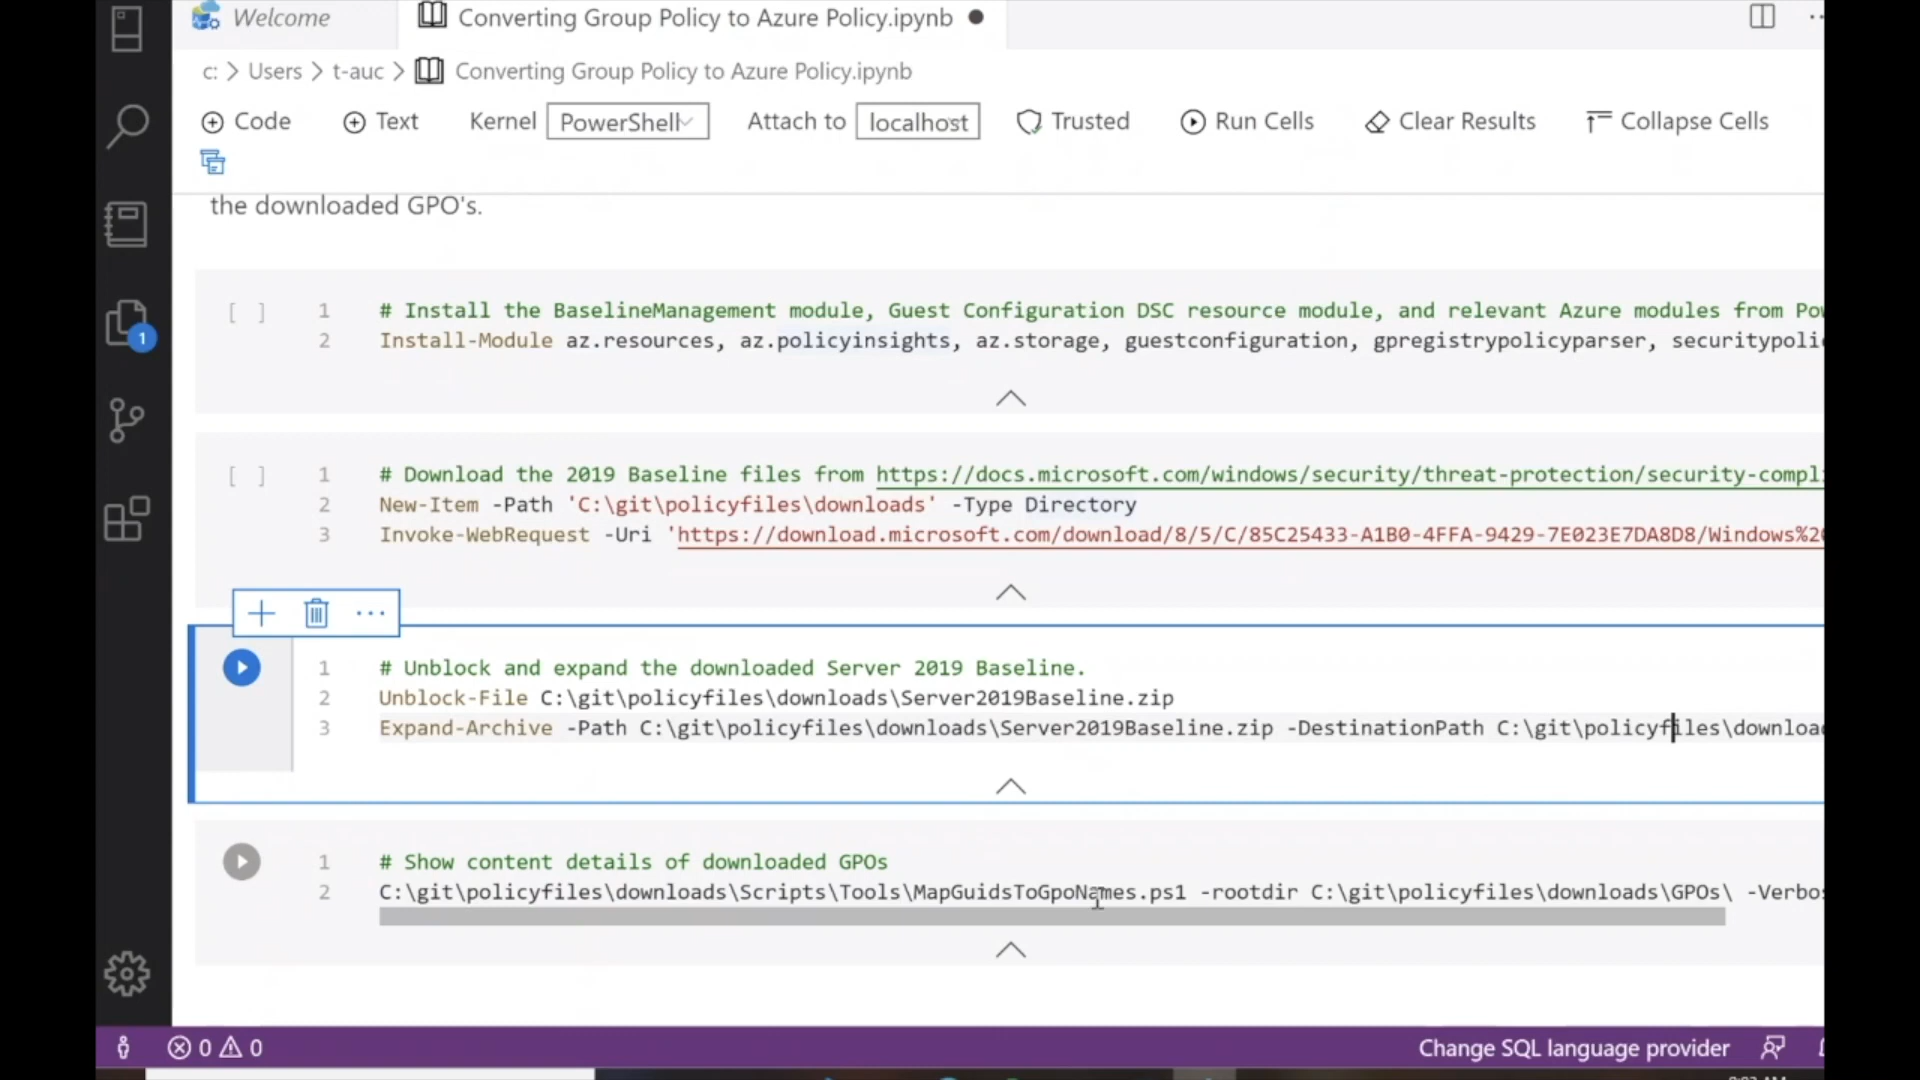 Welcome
Converting Group Policy to Azure Policy.ipynb
c: > Users > t-auc > Converting Group Policy to Azure Policy.ipynb
Code Text Kernel PowerShell Attach to localhost Trusted Run Cells Clear Results Collapse Cells
the downloaded GPO's.
[ ] 1 # Install the BaselineManagement module, Guest Configuration DSC resource module, and relevant Azure modules from
2 Install-Module az.resources, az.policyinsights, az.storage, guestconfiguration, gpregistrypolicyparser, securitypoli
[ ] 1 # Download the 2019 Baseline files from https://docs.microsoft.com/windows/security/threat-protection/security-compli
2 New-Item -Path 'C:\git\policyfiles\downloads' -Type Directory
3 Invoke-WebRequest -Uri 'https://download.microsoft.com/download/8/5/C/85C25433-A1B0-4FFA-9429-7E023E7DA8D8/Windows%2
1 # Unblock and expand the downloaded Server 2019 Baseline.
2 Unblock-File C:\git\policyfiles\downloads\Server2019Baseline.zip
3 Expand-Archive -Path C:\git\policyfiles\downloads\Server2019Baseline.zip -DestinationPath C:\git\policyfiles\downloa
1 # Show content details of downloaded GPOs
2 C:\git\policyfiles\downloads\Scripts\Tools\MapGuidsToGpoNames.ps1 -rootdir C:\git\policyfiles\downloads\GPOs\ -Verbos
1
0 0 Change SQL language provider